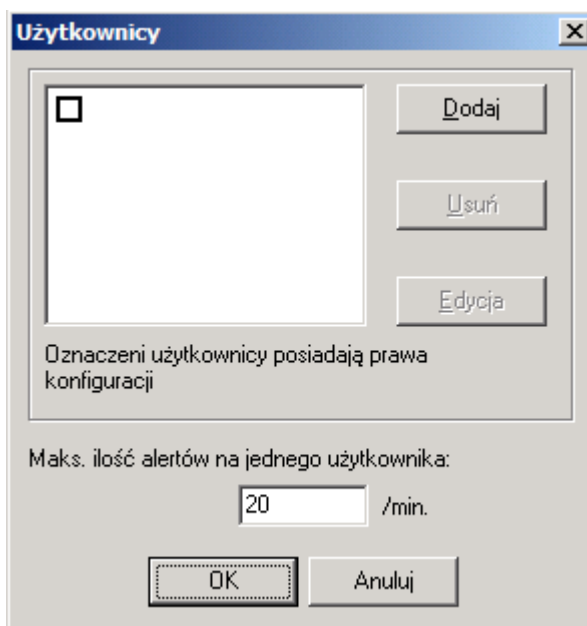 Użytkownicy
Dodaj
Usuń
Edycja
Oznaczeni użytkownicy posiadają prawa
konfiguracji
Maks. ilość alertów na jednego użytkownika:
20 /min.
OK Anuluj